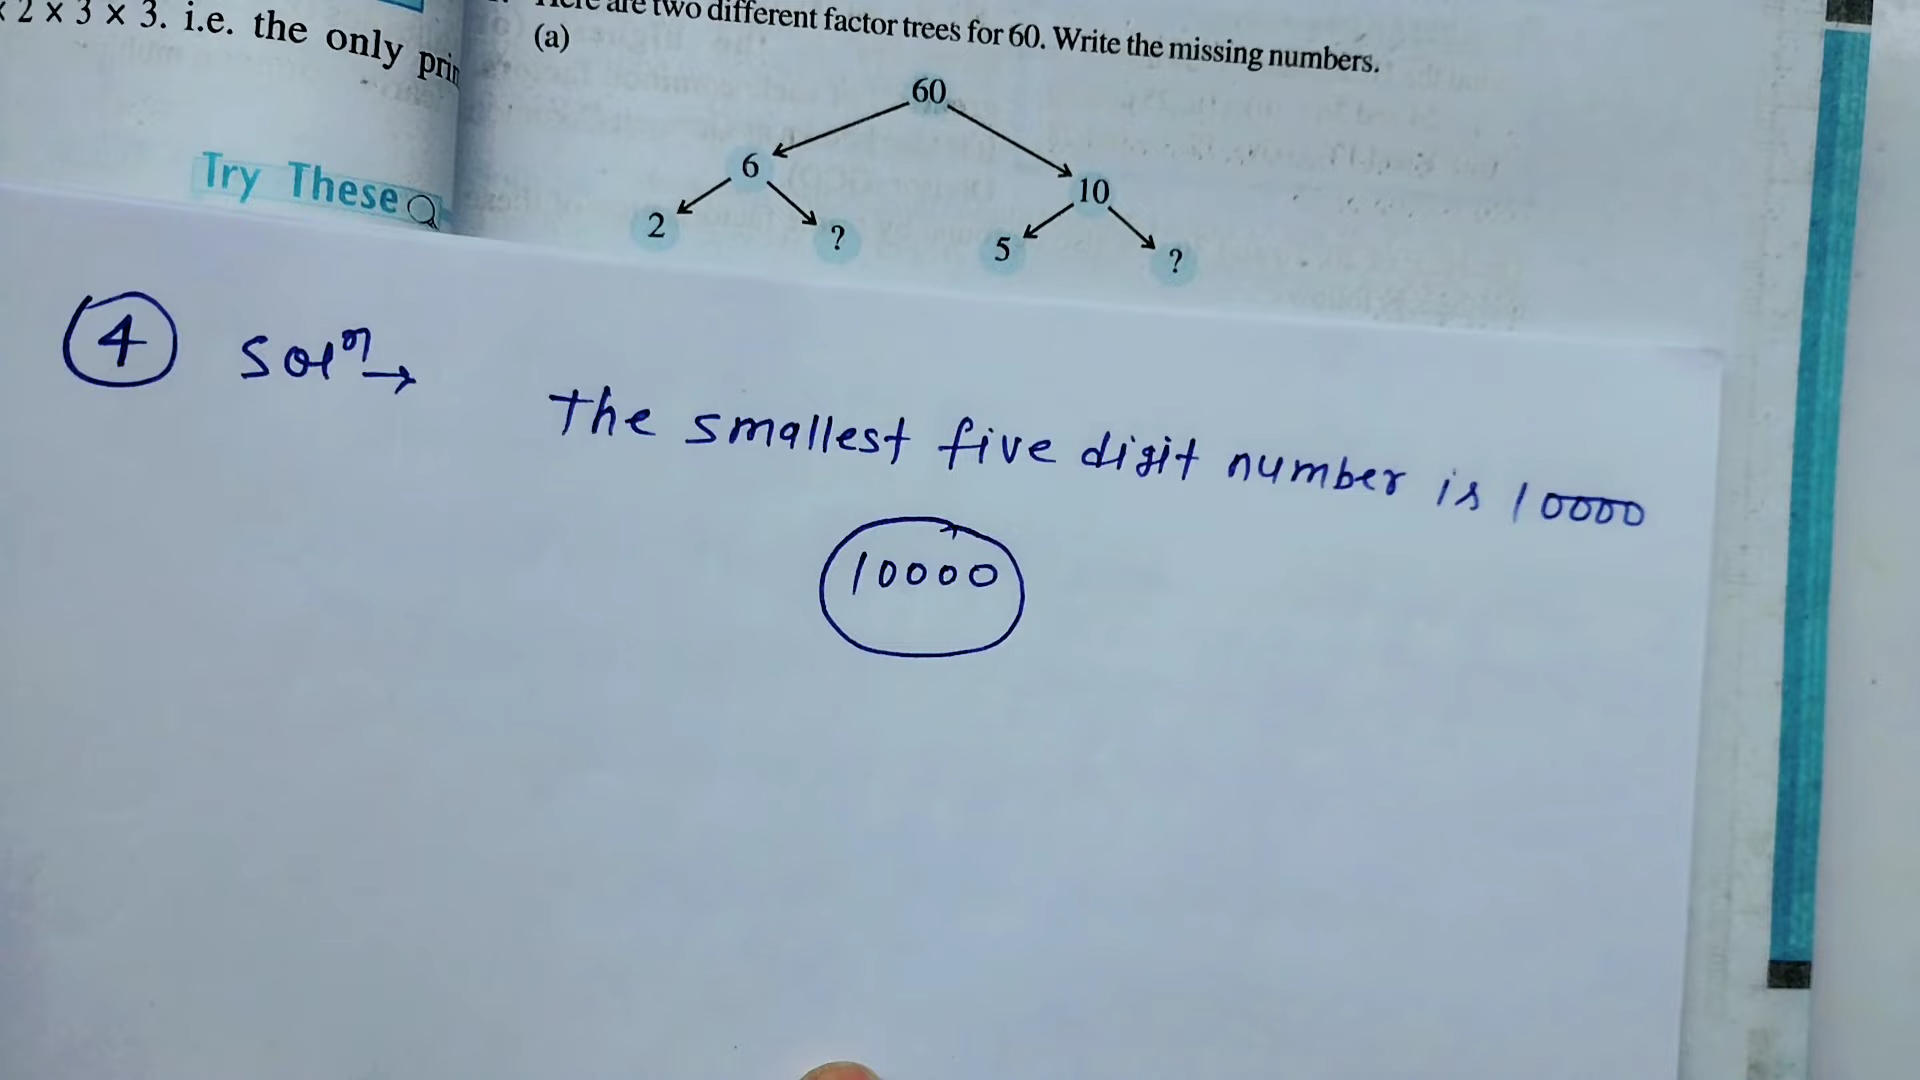 2 × 3 × 3. i.e. the only
Try These
are two different factor trees for 60. Write the missing numbers.
(a)
60
6
10
2
?
5
?
4 Solⁿ→
The smallest five digit number is 10000
10000